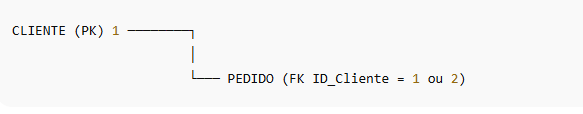 CLIENTE (PK) 1
PEDIDO (FK ID_Cliente = 1 ou 2)